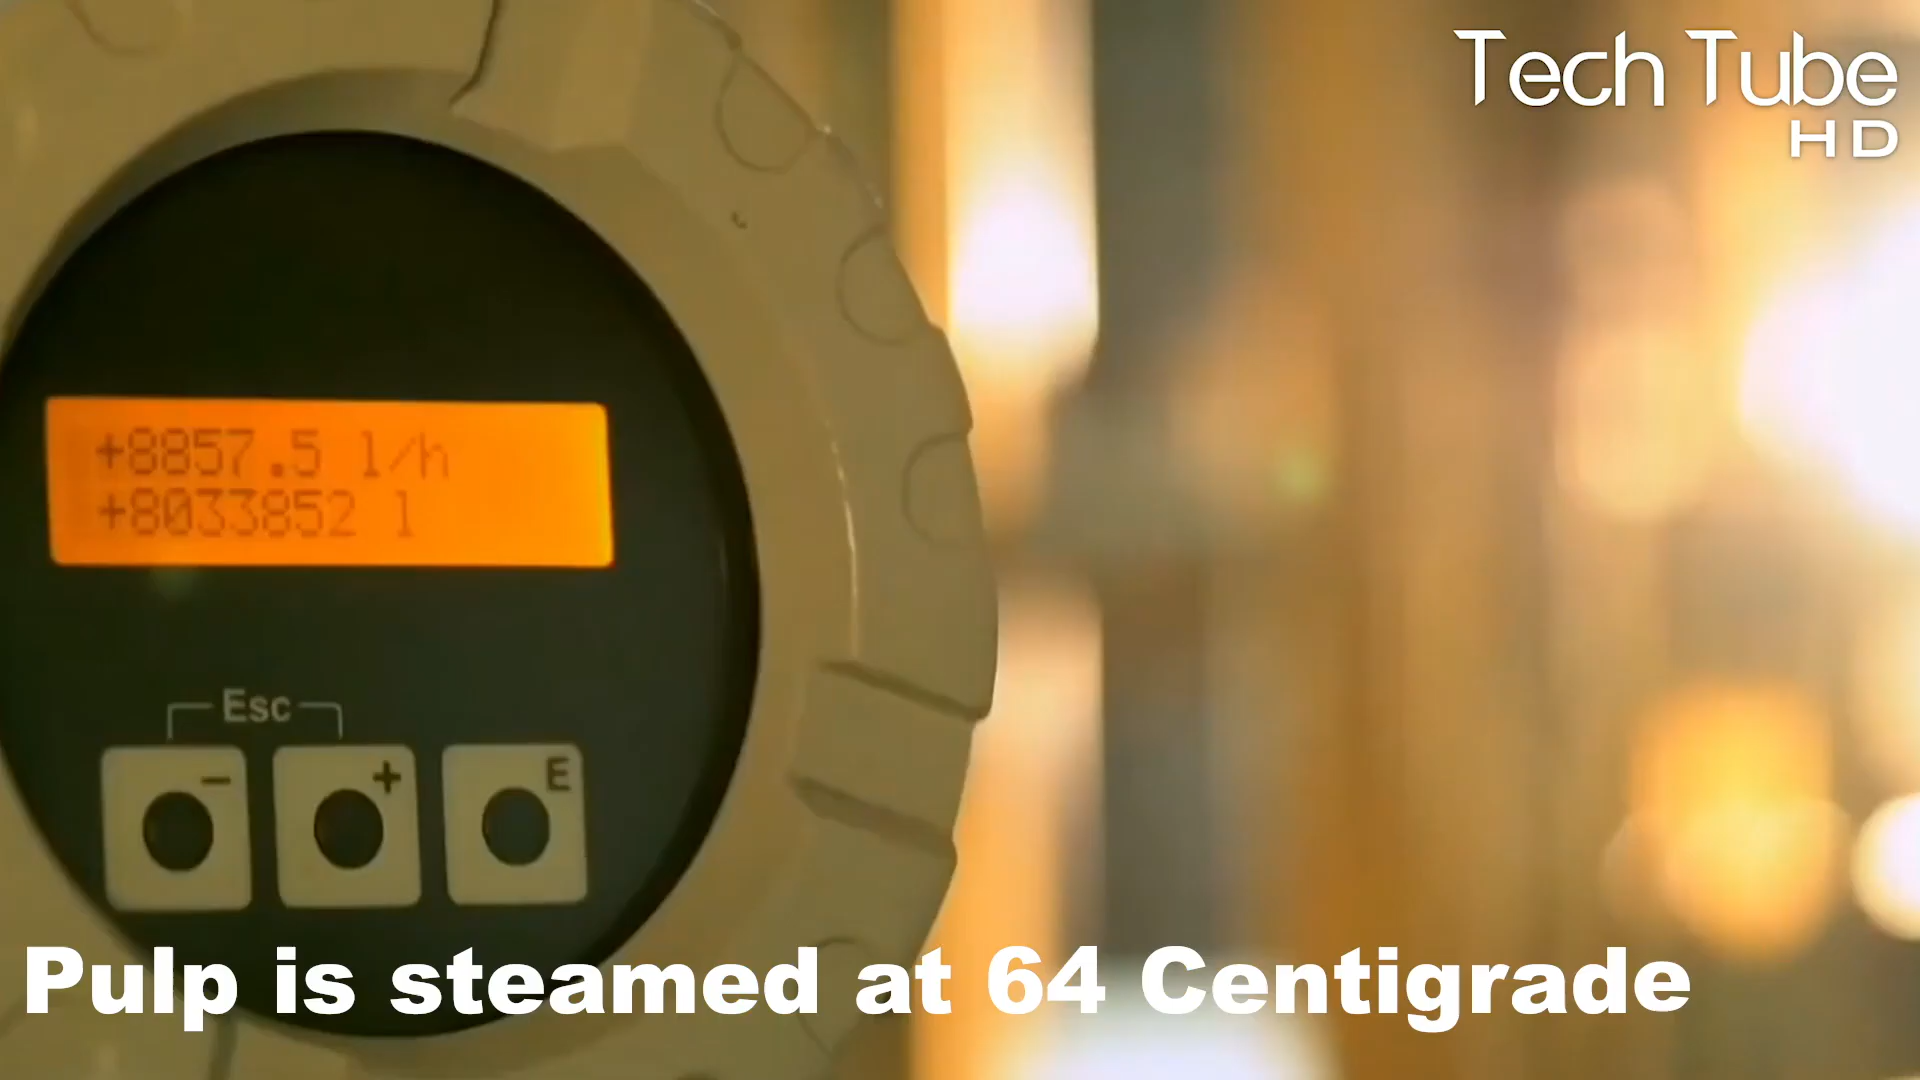 Tech Tube
HD
+8857.5 l/h
+8033852 l
Esc
- + E
Pulp is steamed at 64 Centigrade